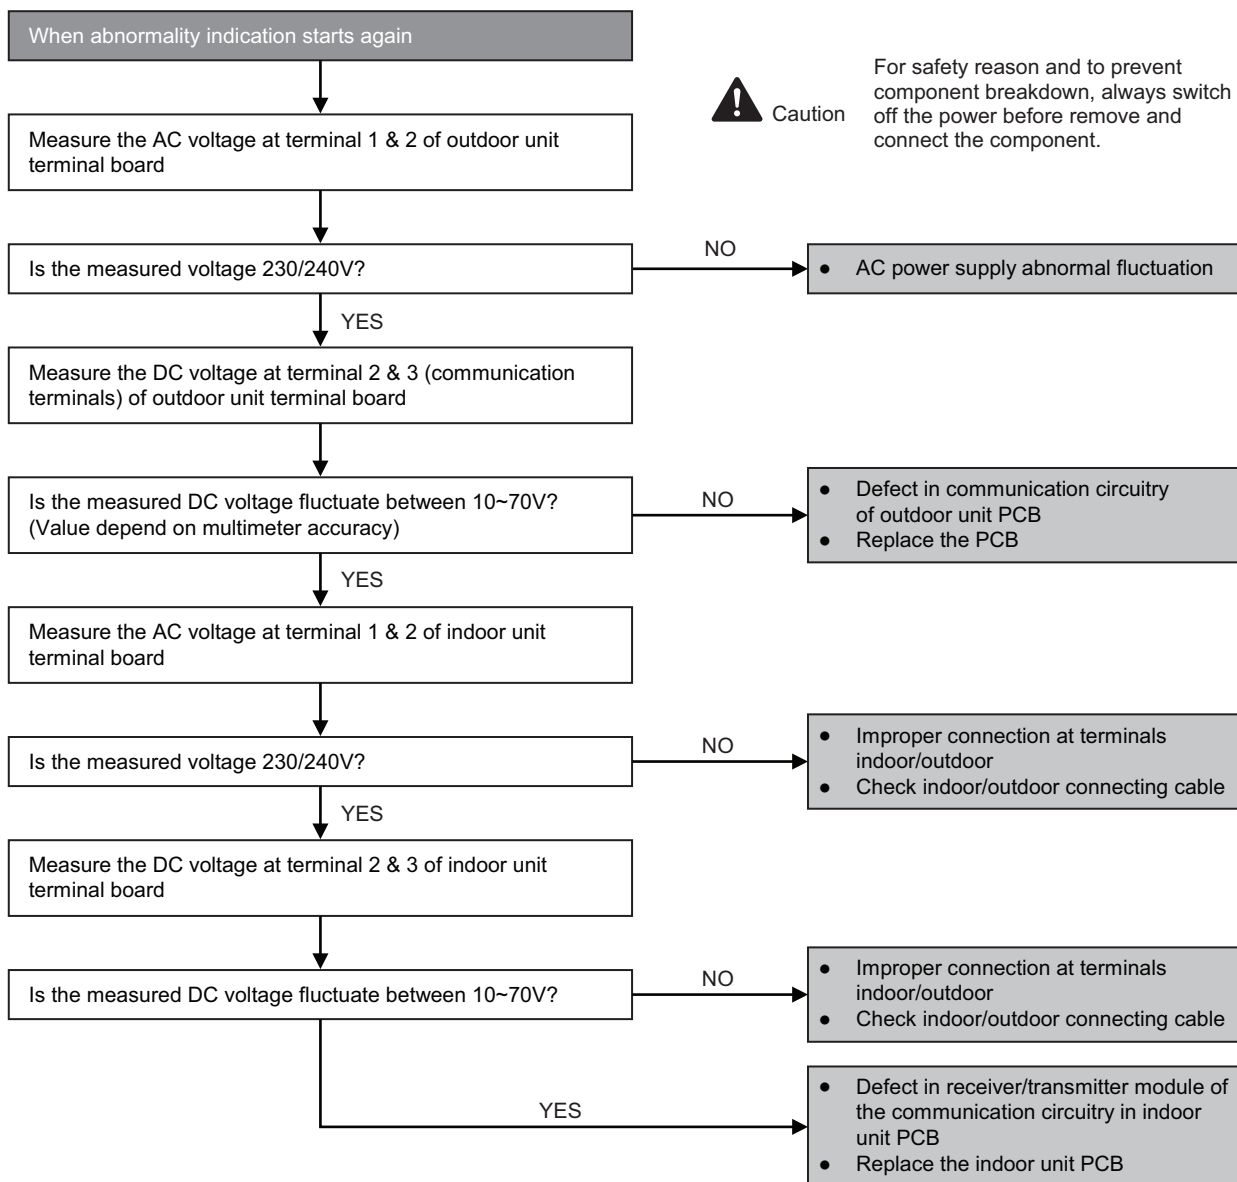 When abnormality indication starts again
For safety reason and to prevent
component breakdown, always switch
off the power before remove and
connect the component.
Caution
Measure the AC voltage at terminal 1 & 2 of outdoor unit
terminal board
Is the measured voltage 230/240V?
NO
● AC power supply abnormal fluctuation
YES
Measure the DC voltage at terminal 2 & 3 (communication
terminals) of outdoor unit terminal board
Is the measured DC voltage fluctuate between 10~70V?
(Value depend on multimeter accuracy)
NO
● Defect in communication circuitry
of outdoor unit PCB
● Replace the PCB
YES
Measure the AC voltage at terminal 1 & 2 of indoor unit
terminal board
Is the measured voltage 230/240V?
NO
● Improper connection at terminals
indoor/outdoor
● Check indoor/outdoor connecting cable
YES
Measure the DC voltage at terminal 2 & 3 of indoor unit
terminal board
Is the measured DC voltage fluctuate between 10~70V?
NO
● Improper connection at terminals
indoor/outdoor
● Check indoor/outdoor connecting cable
YES
● Defect in receiver/transmitter module of
the communication circuitry in indoor
unit PCB
● Replace the indoor unit PCB